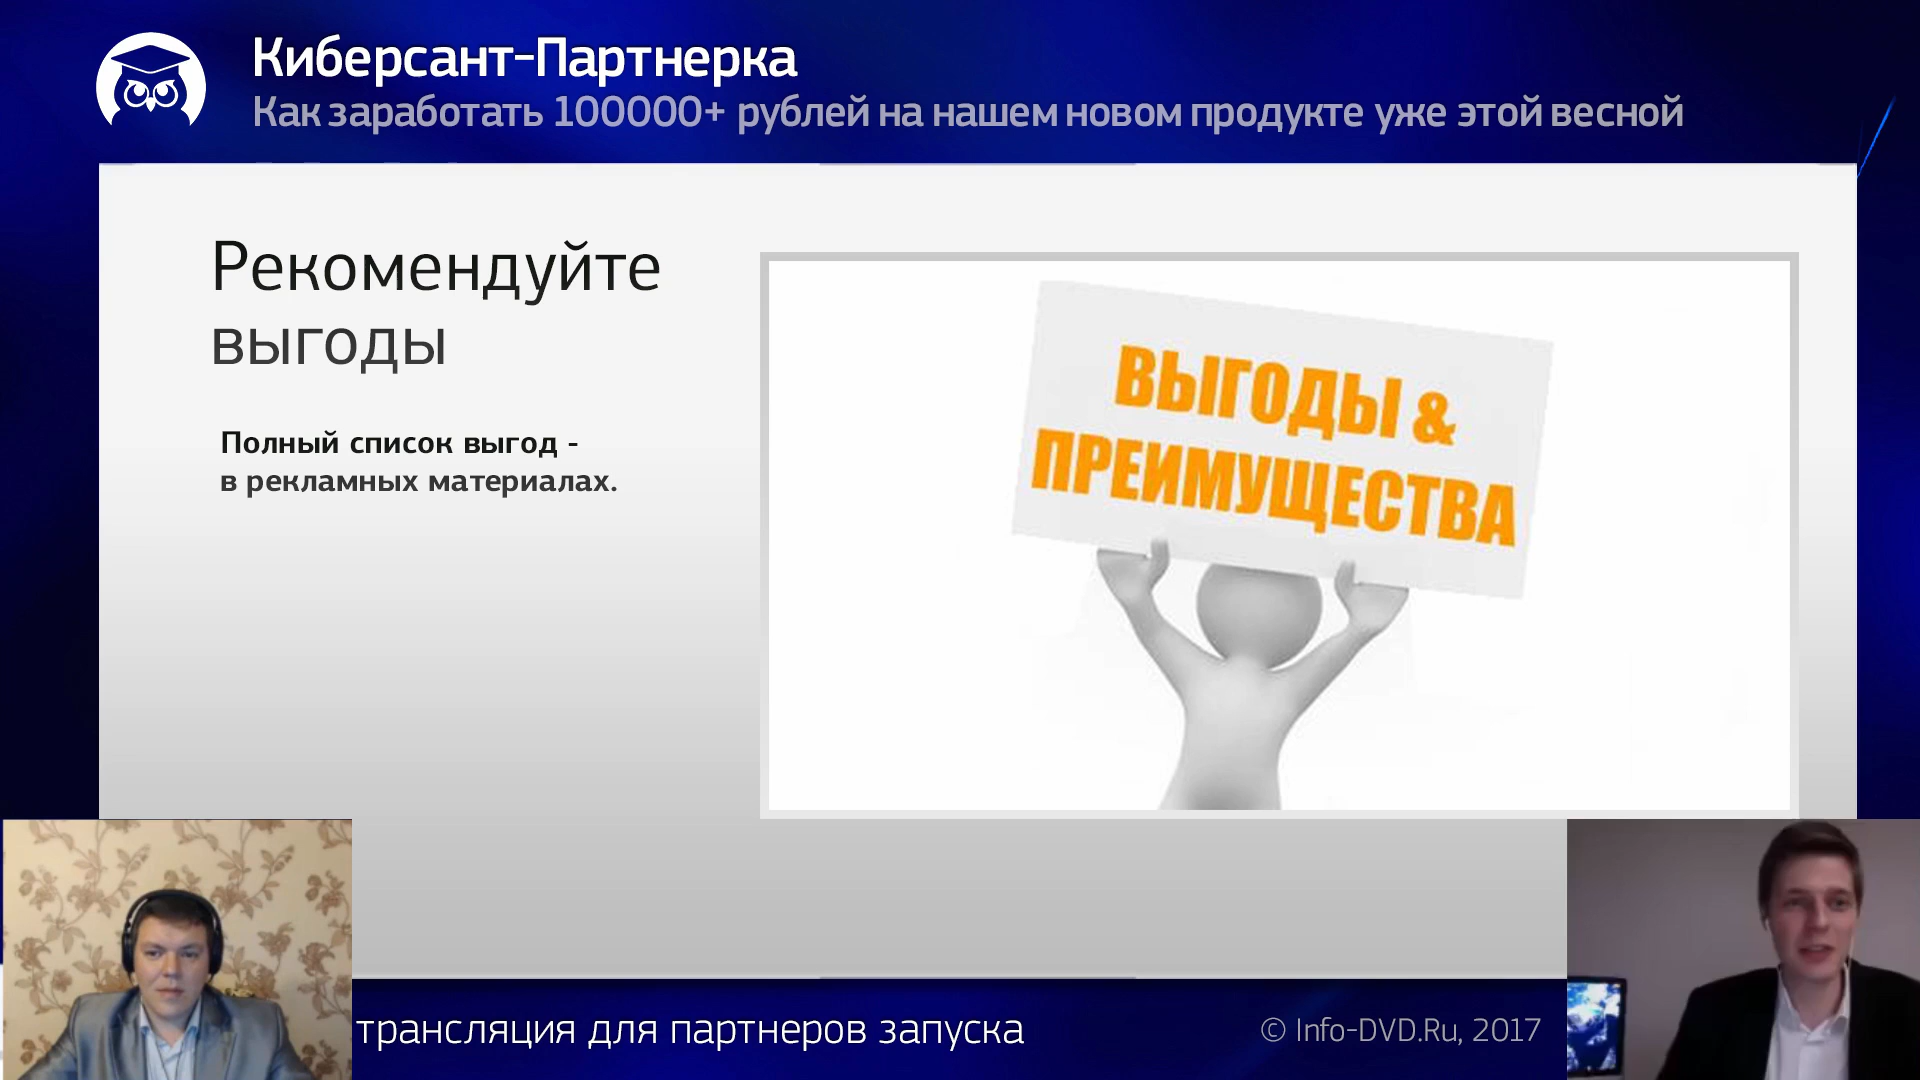 Киберсант-Партнерка
Как заработать 100000+ рублей на нашем новом продукте уже этой весной
Рекомендуйте
выгоды
Полный список выгод -
в рекламных материалах.
ВЫГОДЫ &
ПРЕИМУЩЕСТВА
трансляция для партнеров запуска
© Info-DVD.Ru, 2017